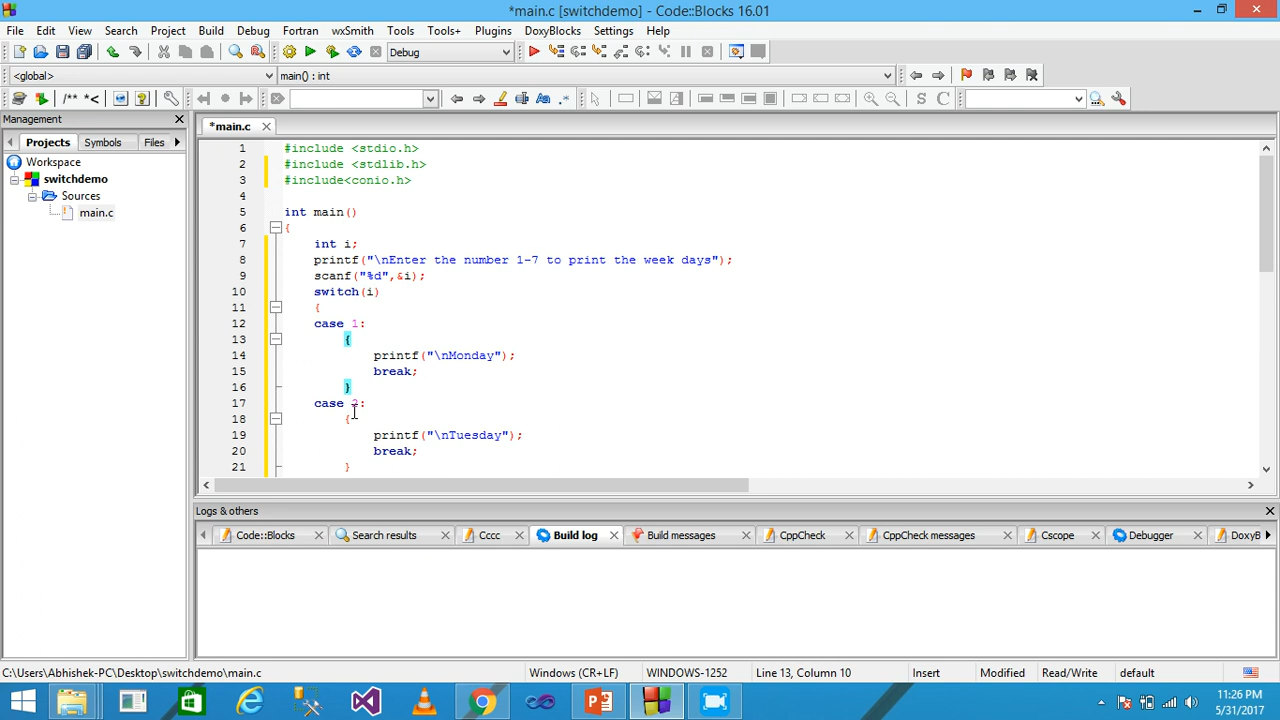 *main.c [switchdemo] - Code::Blocks 16.01
File Edit View Search Project Build Debug Fortran wxSmith Tools Tools+ Plugins DoxyBlocks Settings Help
Debug
<global> main() : int
/** *< S C
Management
Projects Symbols Files
Workspace
switchdemo
Sources
main.c
*main.c
1 #include <stdio.h>
2 #include <stdlib.h>
3 #include<conio.h>
4
5 int main()
6 {
7 int i;
8 printf("\nEnter the number 1-7 to print the week days");
9 scanf("%d",&i);
10 switch(i)
11 {
12 case 1:
13 {
14 printf("\nMonday");
15 break;
16 }
17 case 2:
18 {
19 printf("\nTuesday");
20 break;
21 }
Logs & others
Code::Blocks Search results Cccc Build log Build messages CppCheck CppCheck messages Cscope Debugger DoxyB
C:\Users\Abhishek-PC\Desktop\switchdemo\main.c Windows (CR+LF) WINDOWS-1252 Line 13, Column 10 Insert Modified Read/Write default
11:26 PM
5/31/2017